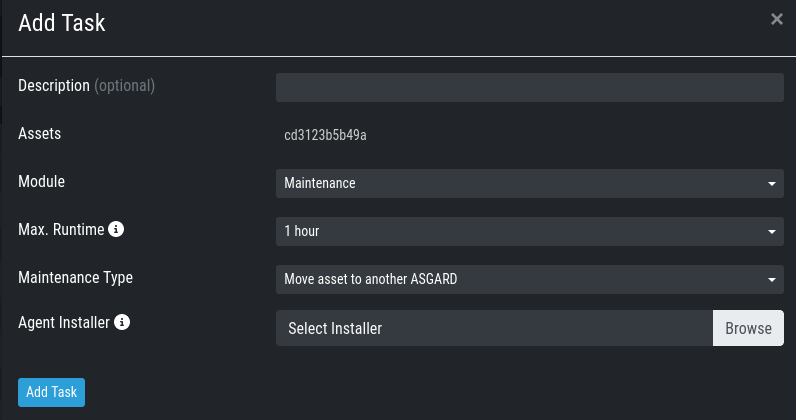 Add Task ×
Description (optional)
Assets cd3123b5b49a
Module Maintenance
Max. Runtime 1 hour
Maintenance Type Move asset to another ASGARD
Agent Installer Select Installer Browse
Add Task